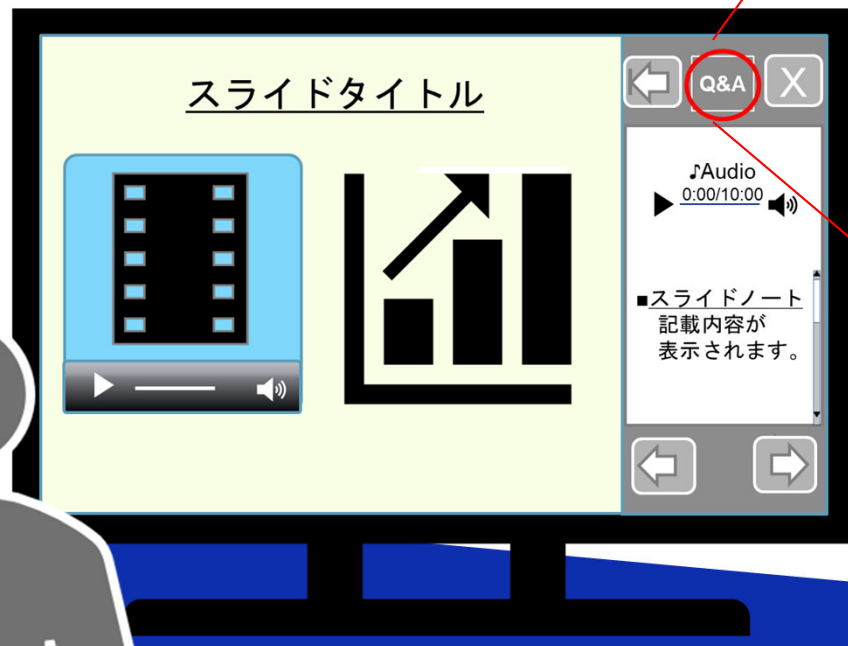 スライドタイトル
Q&A
X
♪Audio
0:00/10:00
■スライドノート
記載内容が
表示されます。